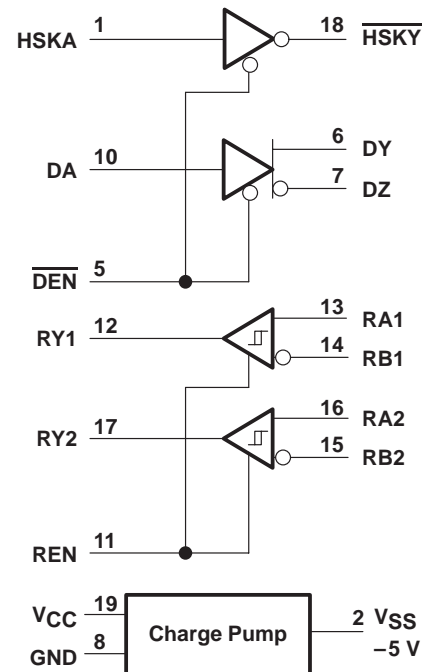 HSKA 1 18 HSKY
DA 10 6 DY
7 DZ
DEN 5
RY1 12 13 RA1
14 RB1
RY2 17 16 RA2
15 RB2
REN 11
VCC 19 Charge Pump 2 VSS
GND 8 –5 V